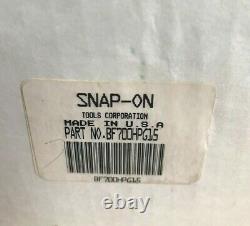 SNAP-ON
TOOLS CORPORATION
MADE IN U.S.A
PART NO.BF700HPG15
BF700HPG15